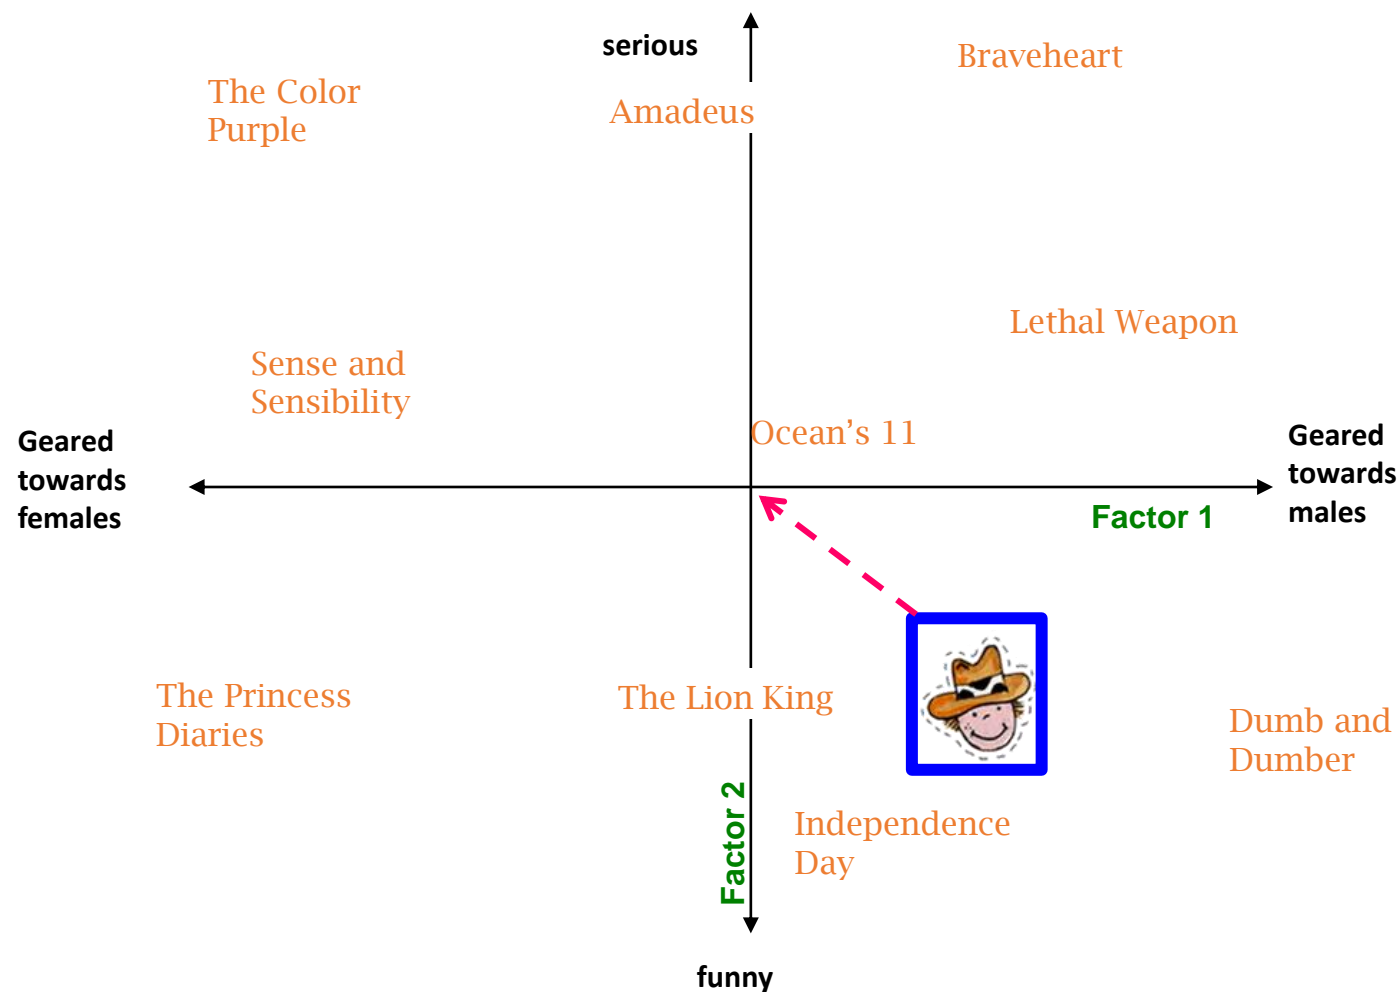 serious
Braveheart
The Color
Purple
Amadeus
Lethal Weapon
Sense and
Sensibility
Ocean’s 11
Geared
towards
females
Geared
towards
males
Factor 1
The Princess
Diaries
The Lion King
Dumb and
Dumber
Factor 2
Independence
Day
funny